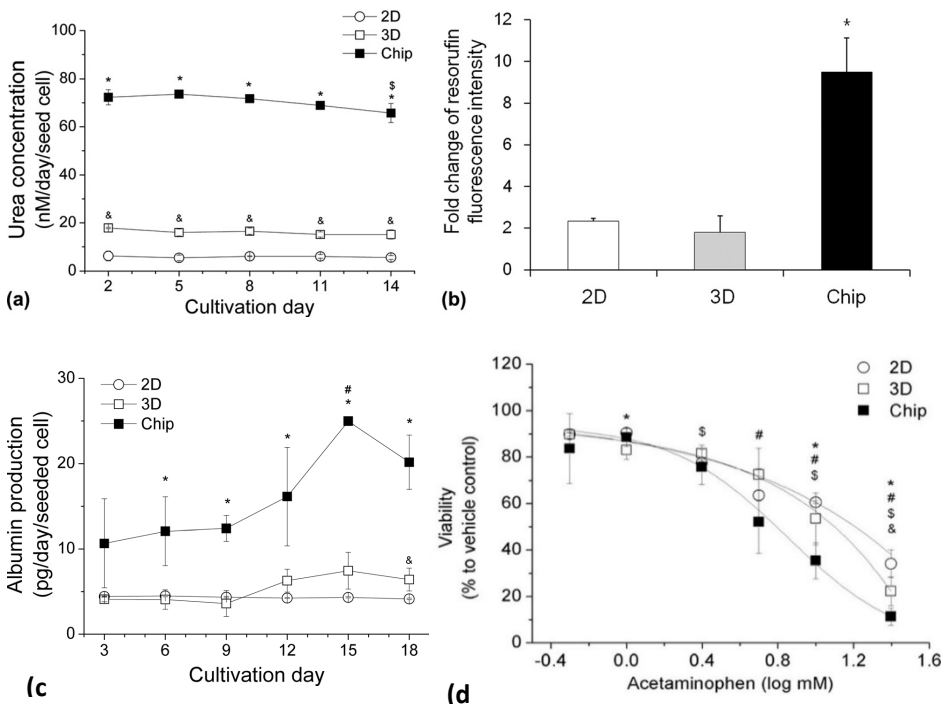 100
80
60
40
20
0
Urea concentration
(nM/day/seed cell)
2D
3D
Chip
*
*
*
*
$
*
&
&
&
&
&
2
5
8
11
14
Cultivation day
(a)
12
10
8
6
4
2
0
Fold change of resorufin
fluorescence intensity
*
2D
3D
Chip
(b)
30
20
10
0
Albumin production
(pg/day/seeded cell)
2D
3D
Chip
*
*
*
#
*
*
&
3
6
9
12
15
18
Cultivation day
(c
120
100
80
60
40
20
0
Viability
(% to vehicle control)
2D
3D
Chip
*
$
#
*
#
$
*
#
$
&
-0.4
0.0
0.4
0.8
1.2
1.6
Acetaminophen (log mM)
(d